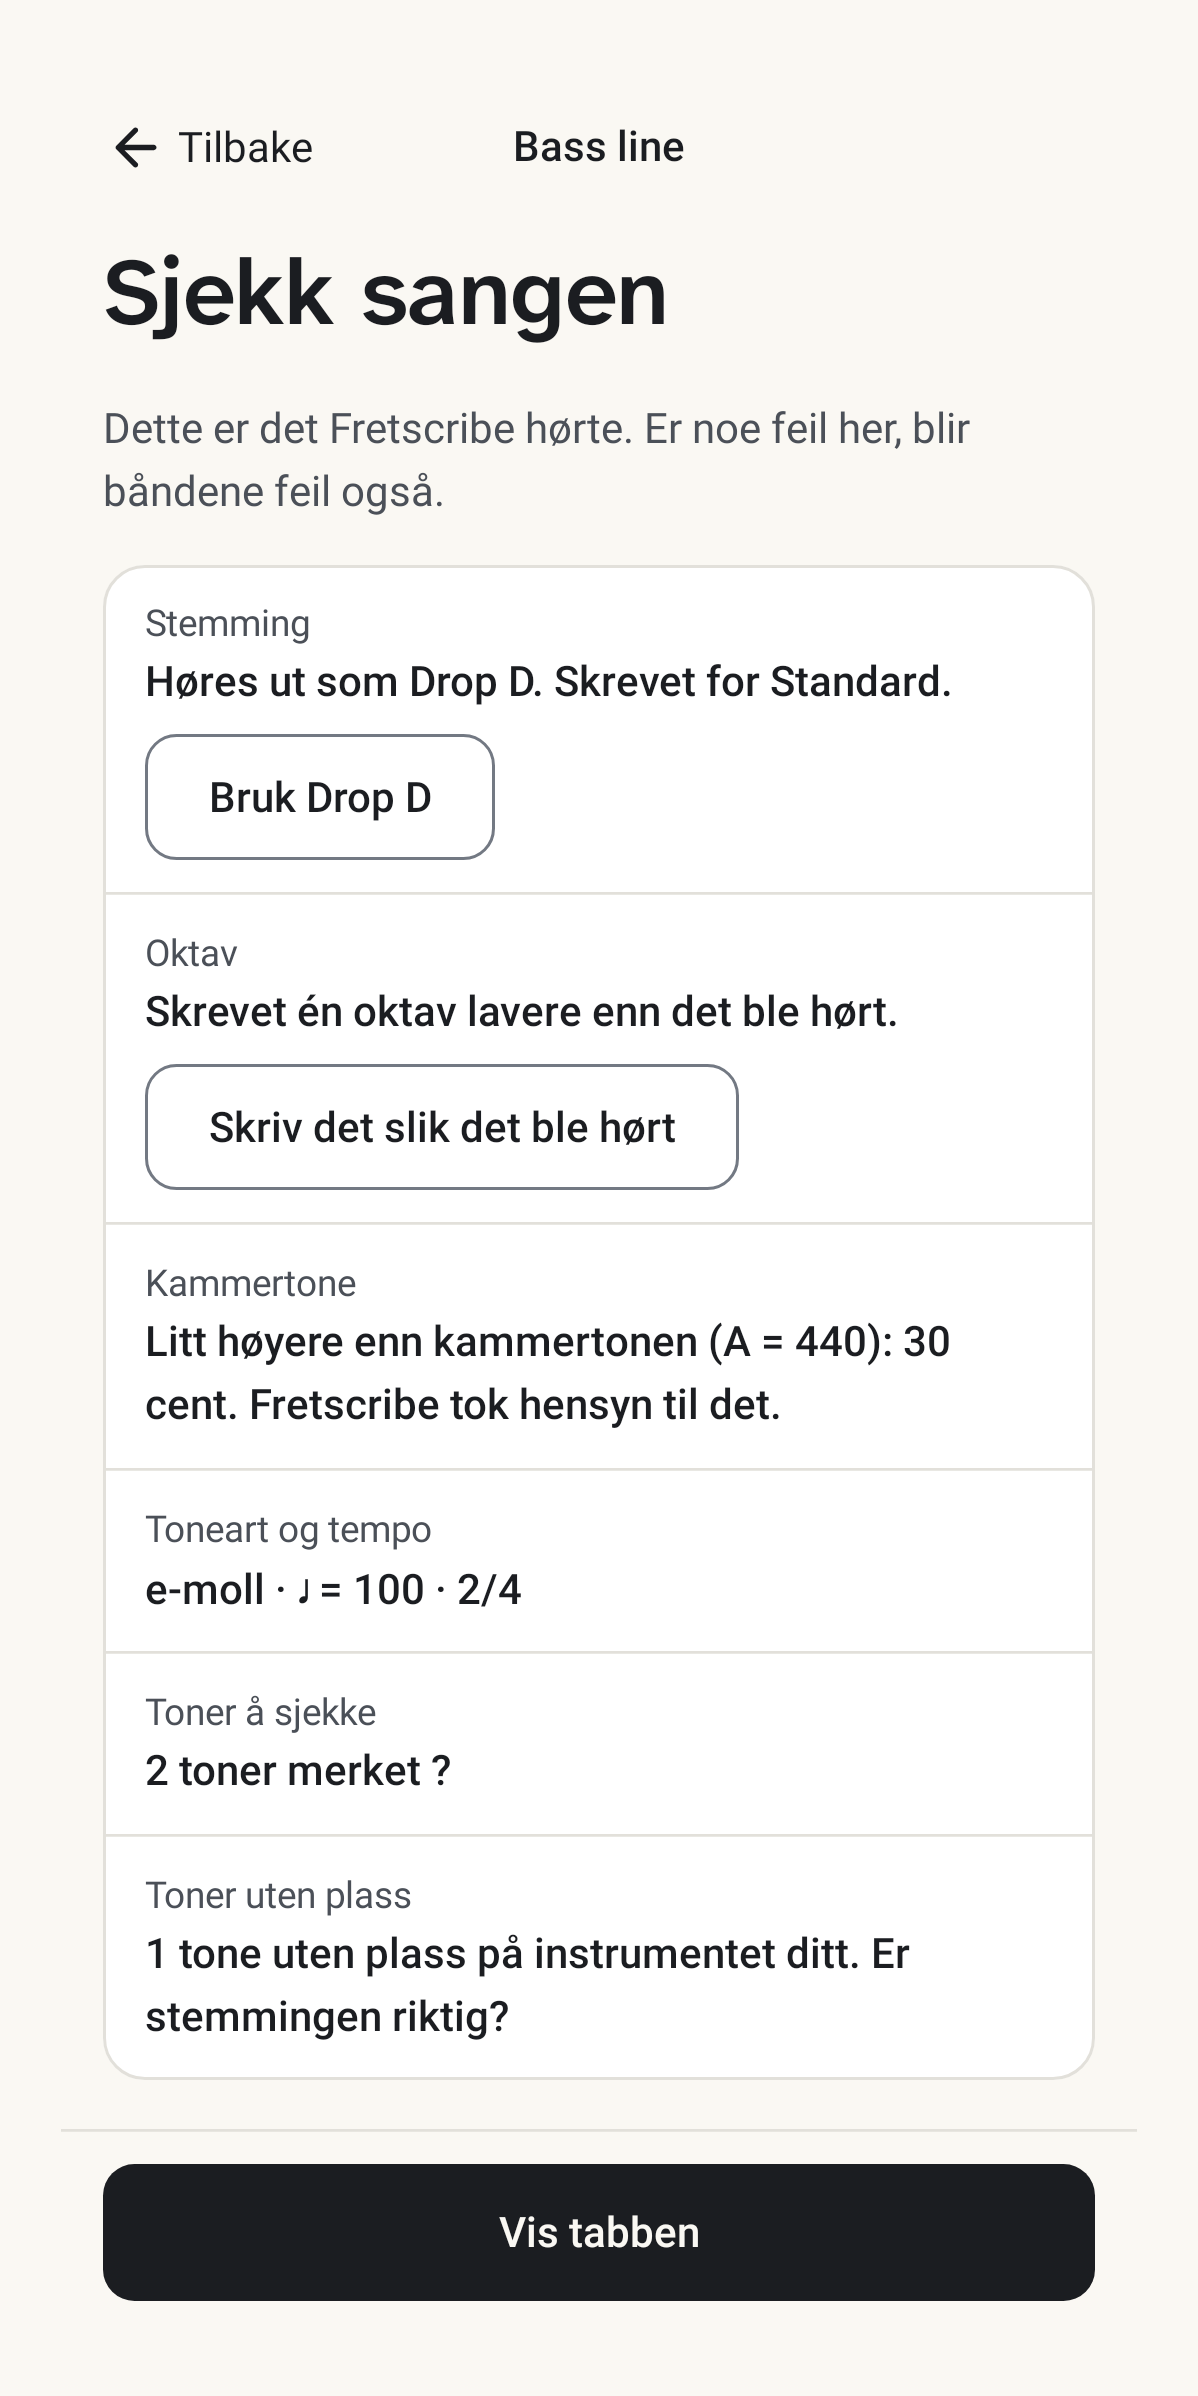 Tilbake
Bass line
Sjekk sangen
Dette er det Fretscribe hørte. Er noe feil her, blir
båndene feil også.
Stemming
Høres ut som Drop D. Skrevet for Standard.
Bruk Drop D
Oktav
Skrevet én oktav lavere enn det ble hørt.
Skriv det slik det ble hørt
Kammertone
Litt høyere enn kammertonen (A = 440): 30
cent. Fretscribe tok hensyn til det.
Toneart og tempo
e-moll · ♩ = 100 · 2/4
Toner å sjekke
2 toner merket ?
Toner uten plass
1 tone uten plass på instrumentet ditt. Er
stemmingen riktig?
Vis tabben